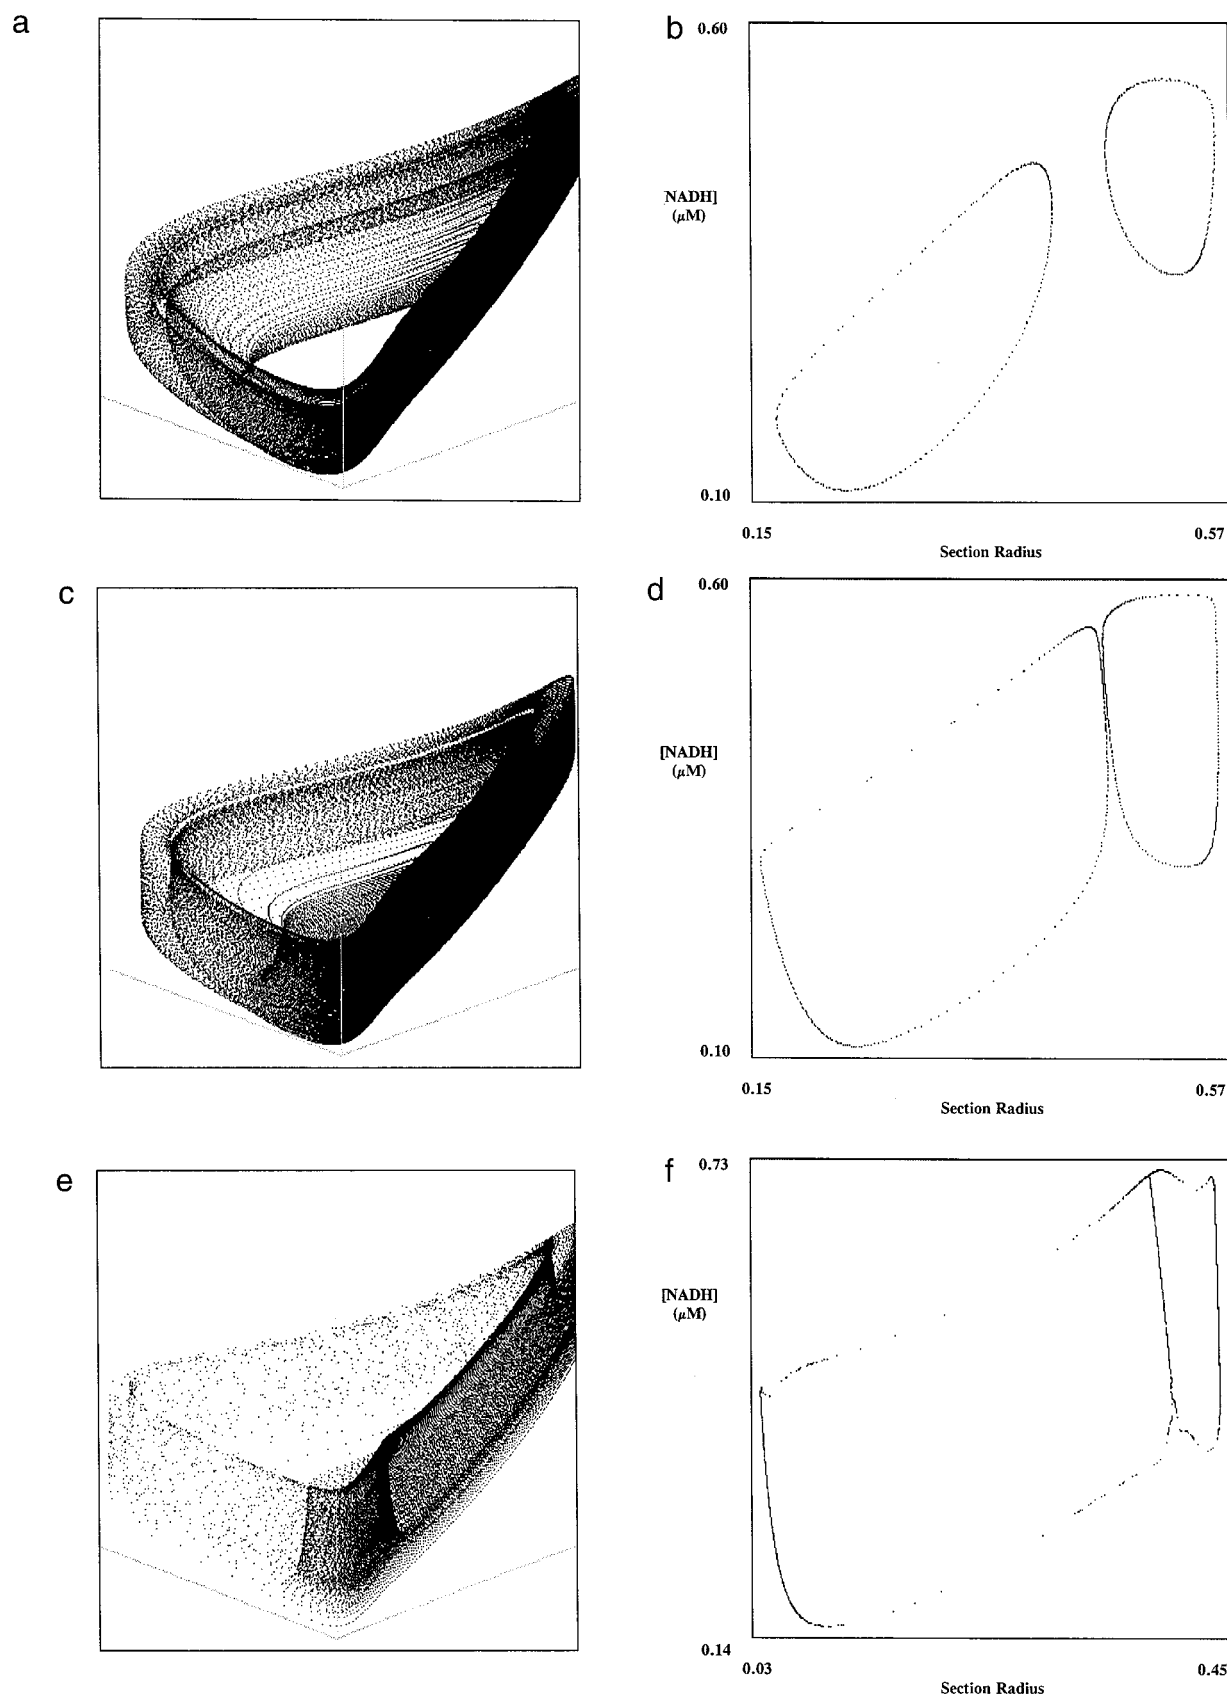 a
b
0.60
NADH]
(μM)
0.10
0.15
0.57
Section Radius
c
d
0.60
[NADH]
(μM)
0.10
0.15
0.57
Section Radius
e
f
0.73
[NADH]
(μM)
0.14
0.03
0.45
Section Radius